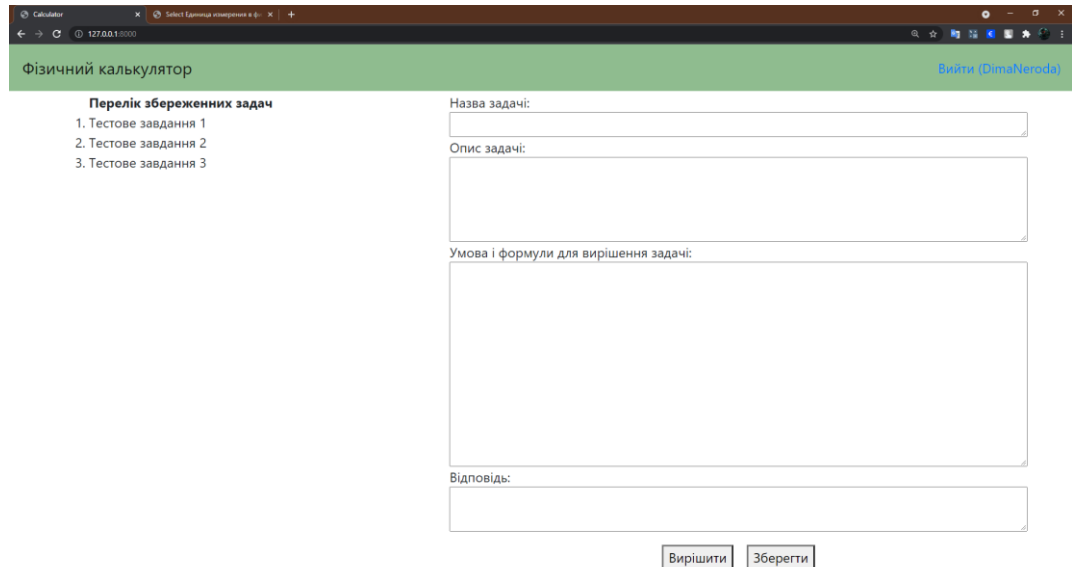 Calculator
Select Единица измерения в фи
127.0.0.1:8000
Фізичний калькулятор
Вийти (DimaNeroda)
Перелік збереженних задач
1. Тестове завдання 1
2. Тестове завдання 2
3. Тестове завдання 3
Назва задачі:
Опис задачі:
Умова і формули для вирішення задачі:
Відповідь:
Вирішити
Зберегти